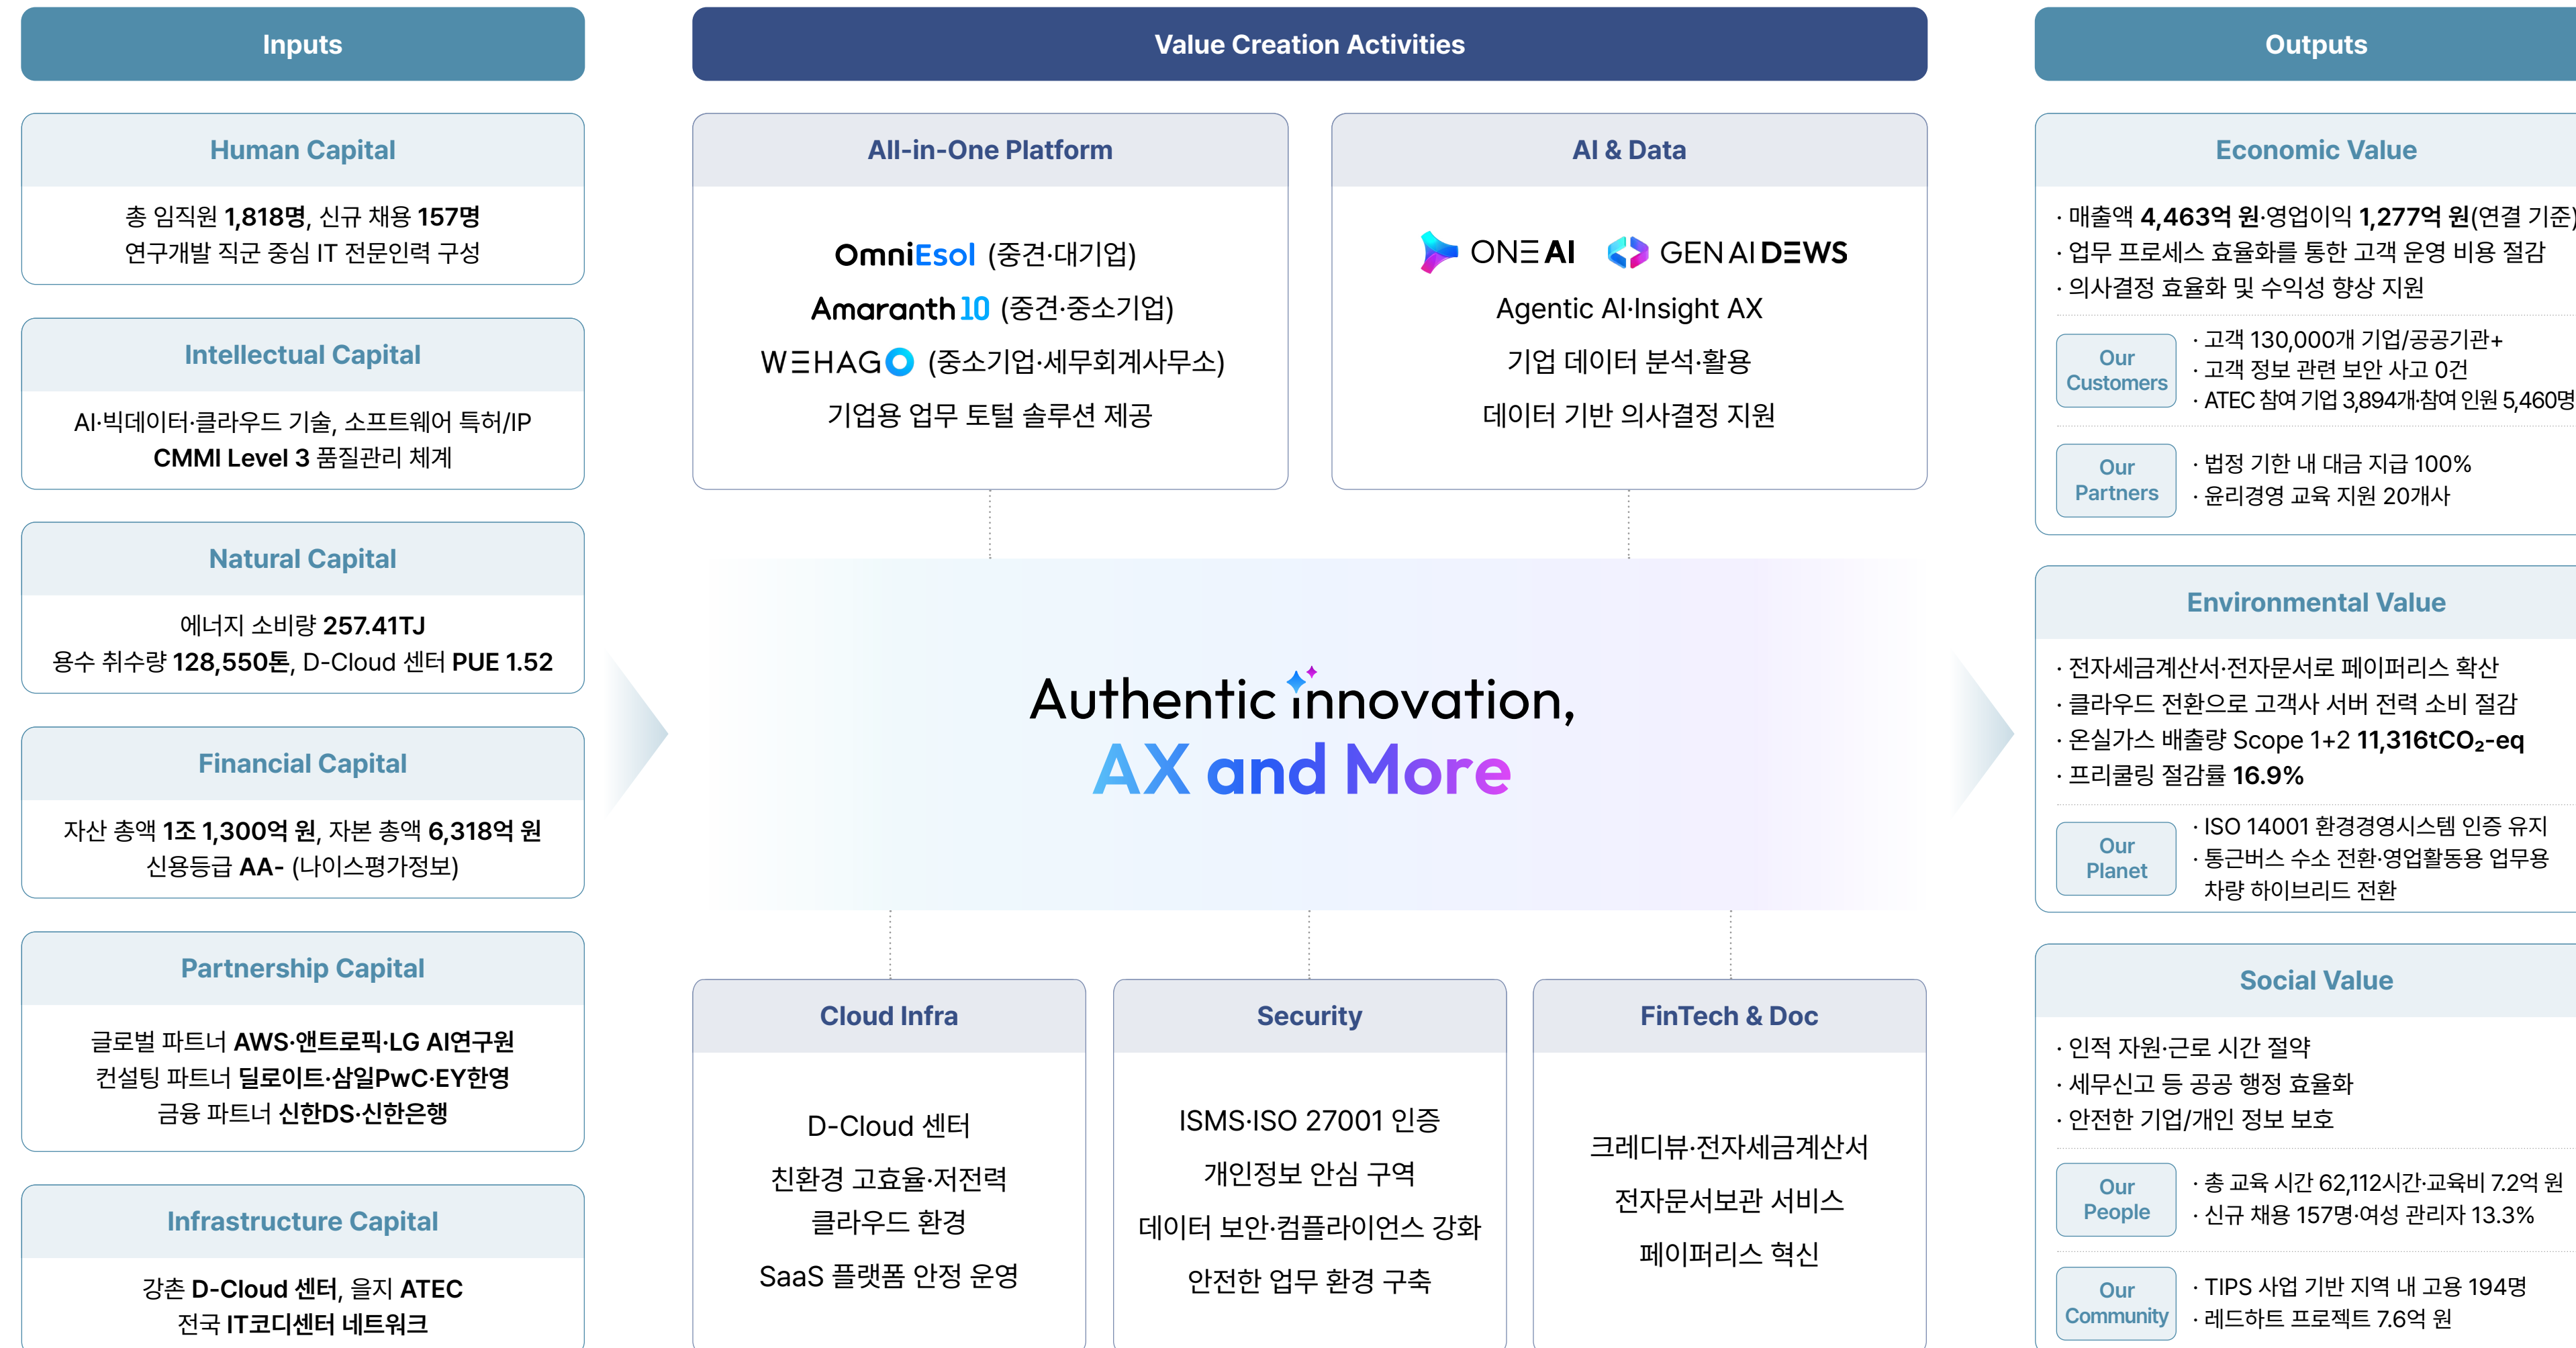 Inputs
Human Capital
총 임직원 1,818명, 신규 채용 157명
연구개발 직군 중심 IT 전문인력 구성
Intellectual Capital
AI·빅데이터·클라우드 기술, 소프트웨어 특허/IP
CMMI Level 3 품질관리 체계
Natural Capital
에너지 소비량 257.41TJ
용수 취수량 128,550톤, D-Cloud 센터 PUE 1.52
Financial Capital
자산 총액 1조 1,300억 원, 자본 총액 6,318억 원
신용등급 AA- (나이스평가정보)
Partnership Capital
글로벌 파트너 AWS·앤트로픽·LG AI연구원
컨설팅 파트너 딜로이트·삼일PwC·EY한영
금융 파트너 신한DS·신한은행
Infrastructure Capital
강촌 D-Cloud 센터, 을지 ATEC
전국 IT코디센터 네트워크
Value Creation Activities
All-in-One Platform
OmniEsol (중견·대기업)
Amaranth 10 (중견·중소기업)
WEHAGO (중소기업·세무회계사무소)
기업용 업무 토털 솔루션 제공
AI & Data
ONE AI GEN AI DEWS
Agentic AI·Insight AX
기업 데이터 분석·활용
데이터 기반 의사결정 지원
Authentic innovation,
AX and More
Cloud Infra
D-Cloud 센터
친환경 고효율·저전력
클라우드 환경
SaaS 플랫폼 안정 운영
Security
ISMS·ISO 27001 인증
개인정보 안심 구역
데이터 보안·컴플라이언스 강화
안전한 업무 환경 구축
FinTech & Doc
크레디뷰·전자세금계산서
전자문서보관 서비스
페이퍼리스 혁신
Outputs
Economic Value
· 매출액 4,463억 원·영업이익 1,277억 원(연결 기준)
· 업무 프로세스 효율화를 통한 고객 운영 비용 절감
· 의사결정 효율화 및 수익성 향상 지원
Our
Customers
· 고객 130,000개 기업/공공기관+
· 고객 정보 관련 보안 사고 0건
· ATEC 참여 기업 3,894개·참여 인원 5,460명
Our
Partners
· 법정 기한 내 대금 지급 100%
· 윤리경영 교육 지원 20개사
Environmental Value
· 전자세금계산서·전자문서로 페이퍼리스 확산
· 클라우드 전환으로 고객사 서버 전력 소비 절감
· 온실가스 배출량 Scope 1+2 11,316tCO₂-eq
· 프리쿨링 절감률 16.9%
Our
Planet
· ISO 14001 환경경영시스템 인증 유지
· 통근버스 수소 전환·영업활동용 업무용
차량 하이브리드 전환
Social Value
· 인적 자원·근로 시간 절약
· 세무신고 등 공공 행정 효율화
· 안전한 기업/개인 정보 보호
Our
People
· 총 교육 시간 62,112시간·교육비 7.2억 원
· 신규 채용 157명·여성 관리자 13.3%
Our
Community
· TIPS 사업 기반 지역 내 고용 194명
· 레드하트 프로젝트 7.6억 원